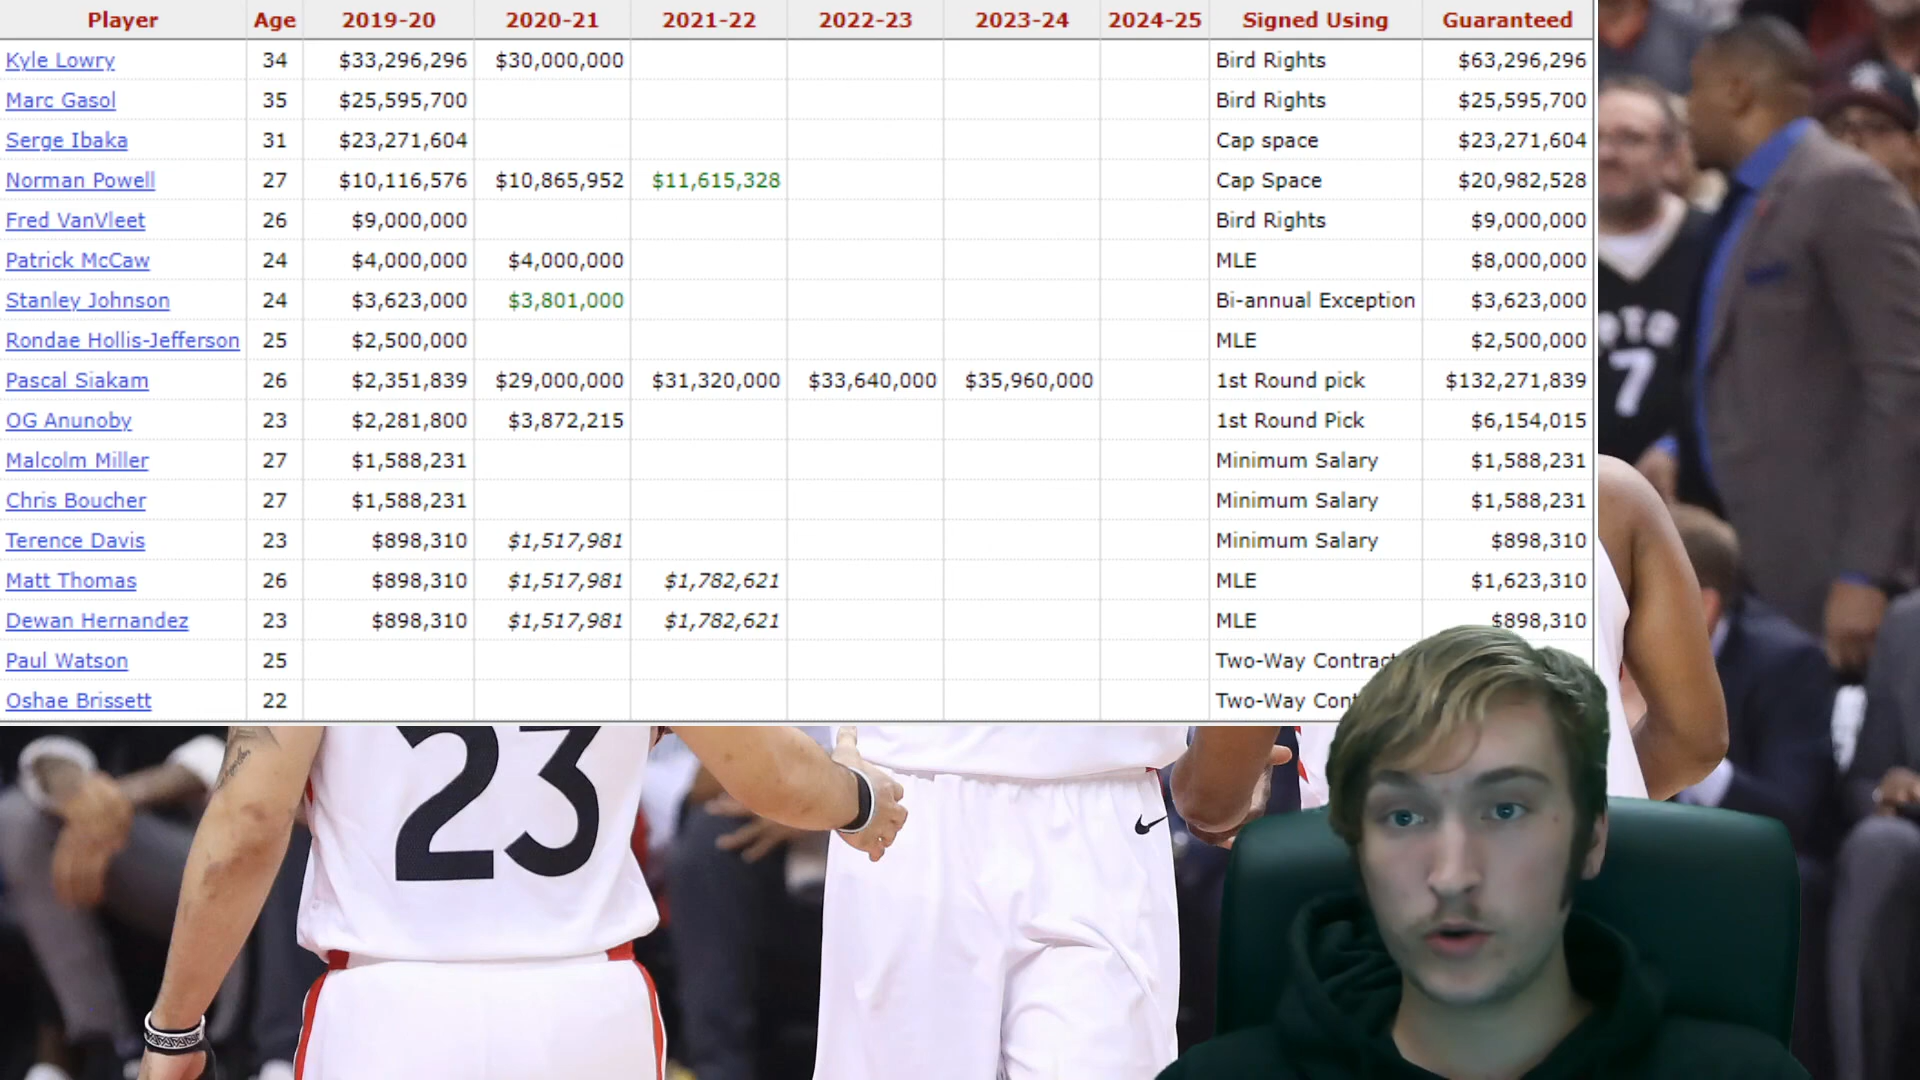 Player Age 2019-20 2020-21 2021-22 2022-23 2023-24 2024-25 Signed Using Guaranteed
Kyle Lowry 34 $33,296,296 $30,000,000 Bird Rights $63,296,296
Marc Gasol 35 $25,595,700 Bird Rights $25,595,700
Serge Ibaka 31 $23,271,604 Cap space $23,271,604
Norman Powell 27 $10,116,576 $10,865,952 $11,615,328 Cap Space $20,982,528
Fred VanVleet 26 $9,000,000 Bird Rights $9,000,000
Patrick McCaw 24 $4,000,000 $4,000,000 MLE $8,000,000
Stanley Johnson 24 $3,623,000 $3,801,000 Bi-annual Exception $3,623,000
Rondae Hollis-Jefferson 25 $2,500,000 MLE $2,500,000
Pascal Siakam 26 $2,351,839 $29,000,000 $31,320,000 $33,640,000 $35,960,000 1st Round pick $132,271,839
OG Anunoby 23 $2,281,800 $3,872,215 1st Round Pick $6,154,015
Malcolm Miller 27 $1,588,231 Minimum Salary $1,588,231
Chris Boucher 27 $1,588,231 Minimum Salary $1,588,231
Terence Davis 23 $898,310 $1,517,981 Minimum Salary $898,310
Matt Thomas 26 $898,310 $1,517,981 $1,782,621 MLE $1,623,310
Dewan Hernandez 23 $898,310 $1,517,981 $1,782,621 MLE $898,310
Paul Watson 25 Two-Way Contract
Oshae Brissett 22 Two-Way Cont
23
7